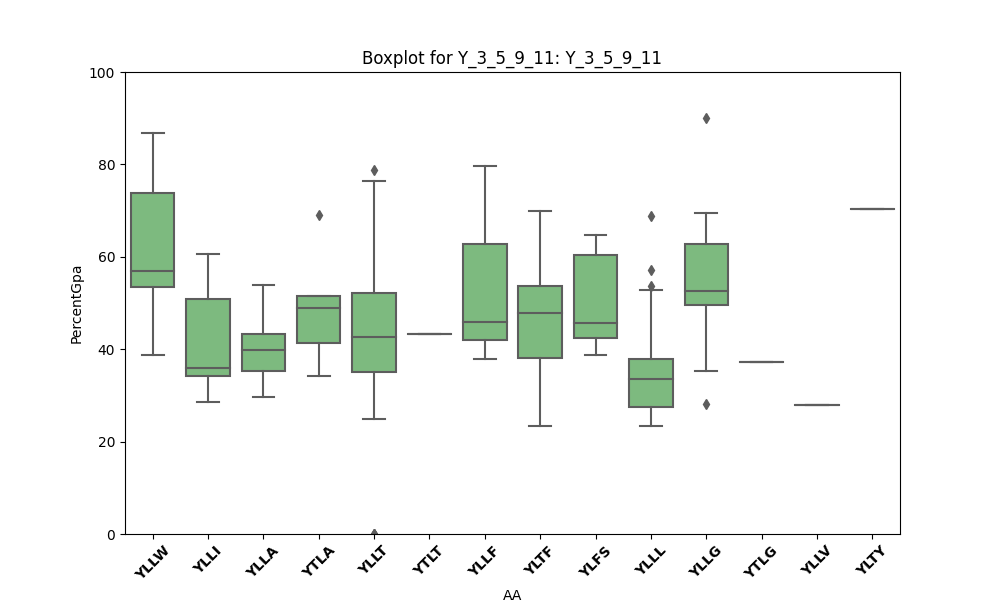 Boxplot for Y_3_5_9_11: Y_3_5_9_11
100
80
60
40
20
0
PercentGpa
YLLW
YLLI
YLLA
YTLA
YLLT
YTLT
YLLF
YLTF
YLFS
YLLL
YLLG
YTLG
YLLV
YLTY
AA